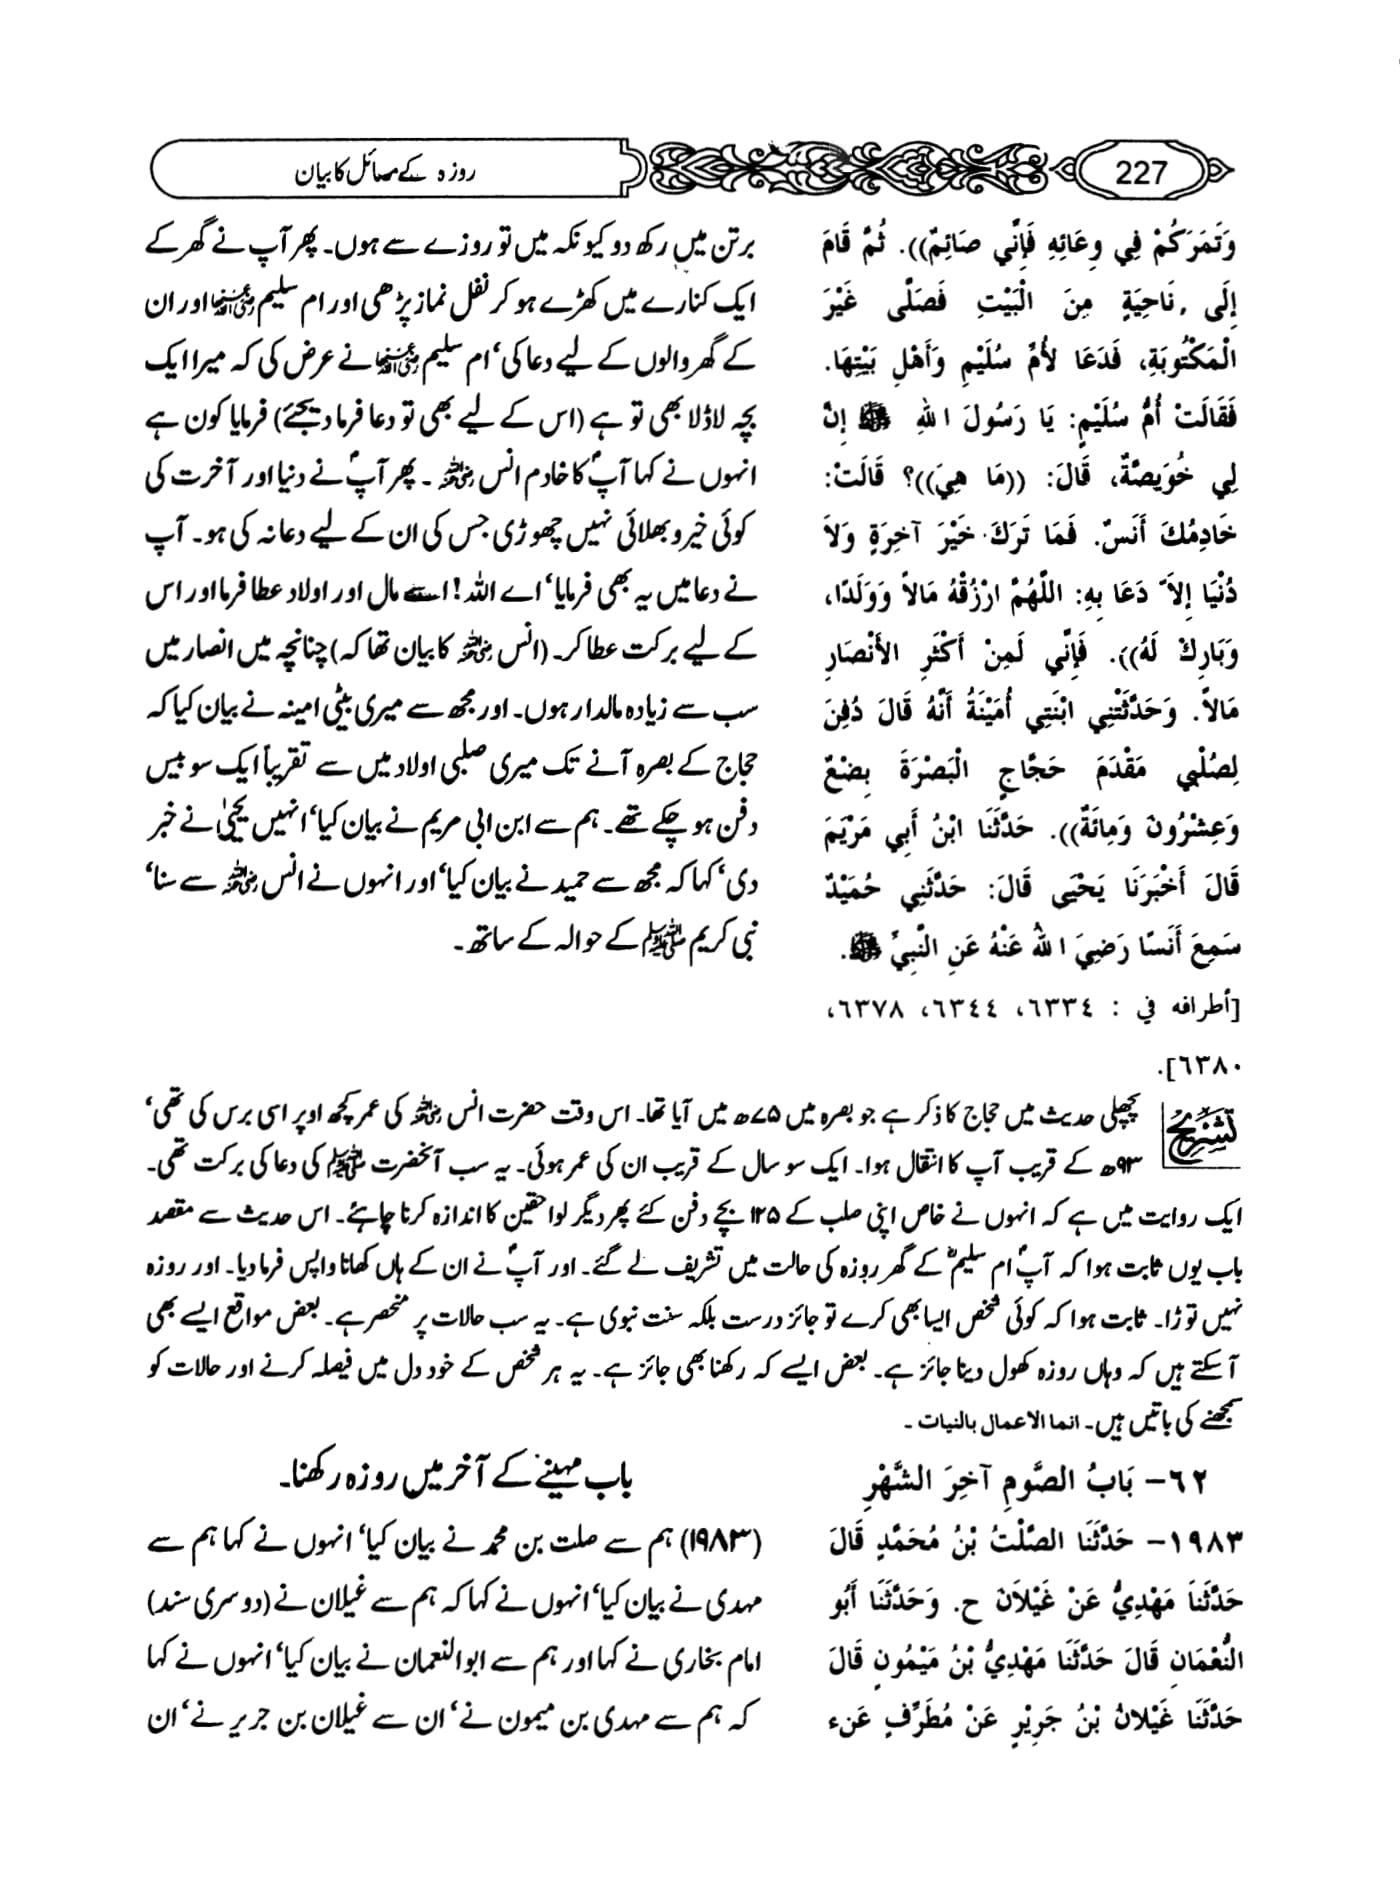 227
روزہ کے مسائل کا بیان
وَتَمَرَكُمْ فِي وِعَائِهِ فَإِنِّي صَائِمٌ)). ثُمَّ قَامَ
إِلَى نَاحِيَةٍ مِنَ الْبَيْتِ فَصَلَّى غَيْرَ
الْمَكْتُوبَةِ، فَدَعَا لأُمِّ سُلَيْمٍ وَأَهْلِ بَيْتِهَا.
فَقَالَتْ أُمُّ سُلَيْمٍ: يَا رَسُولَ اللهِ ﷺ إِنَّ
لِي خُوَيصَّةٌ، قَالَ: ((مَا هِيَ))؟ قَالَتْ:
خَادِمُكَ أَنَسٌ. فَمَا تَرَكَ خَيْرَ آخِرَةٍ وَلاَ
دُنْيَا إِلاَّ دَعَا بِهِ: اللَّهُمَّ ارْزُقْهُ مَالاً وَوَلَدًا،
وَبَارِكْ لَهُ)). فَإِنِّي لَمِنْ أَكْثَرِ الأَنْصَارِ
مَالاً. وَحَدَّثَتْنِي ابْنَتِي أُمَيْنَةُ أَنَّهُ قَالَ دُفِنَ
لِصُلْبِي مَقْدَمَ حَجَّاجٍ الْبَصْرَةَ بِضْعٌ
وَعِشْرُونَ وَمِائَةٌ)). حَدَّثَنَا ابْنُ أَبِي مَرْيَمَ
قَالَ أَخْبَرَنَا يَحْيَى قَالَ: حَدَّثَنِي حُمَيْدٌ
سَمِعَ أَنَسًا رَضِيَ اللهُ عَنْهُ عَنِ النَّبِيِّ ﷺ.
[أطرافه في : ٦٣٣٤، ٦٣٤٤، ٦٣٧٨،
٦٣٨٠].
برتن میں رکھ دو کیونکہ میں تو روزے سے ہوں۔ پھر آپ نے گھر کے
ایک کنارے میں کھڑے ہو کر نفل نماز پڑھی اور ام سلیم رضی اللہ عنہا اور ان
کے گھر والوں کے لیے دعا کی‘ ام سلیم رضی اللہ عنہا نے عرض کی کہ میرا ایک
بچہ لاڈلا بھی تو ہے (اس کے لیے بھی تو دعا فرما دیجئے) فرمایا کون ہے
انہوں نے کہا آپؐ کا خادم انس رضی اللہ عنہ ۔ پھر آپؐ نے دنیا اور آخرت کی
کوئی خیر و بھلائی نہیں چھوڑی جس کی ان کے لیے دعا نہ کی ہو۔ آپ
نے دعا میں یہ بھی فرمایا‘ اے اللہ! اسے مال اور اولاد عطا فرما اور اس
کے لیے برکت عطا کر۔ (انس رضی اللہ عنہ کا بیان تھا کہ) چنانچہ میں انصار میں
سب سے زیادہ مالدار ہوں۔ اور مجھ سے میری بیٹی امینہ نے بیان کیا کہ
حجاج کے بصرہ آنے تک میری صلبی اولاد میں سے تقریباً ایک سو بیس
دفن ہو چکے تھے۔ ہم سے ابن ابی مریم نے بیان کیا‘ انہیں یحیٰی نے خبر
دی‘ کہا کہ مجھ سے حمید نے بیان کیا‘ اور انہوں نے انس رضی اللہ عنہ سے سنا‘
نبی کریم صلی اللہ علیہ وسلم کے حوالہ کے ساتھ۔
تشریح
پچھلی حدیث میں حجاج کا ذکر ہے جو بصرہ میں ۷۵ھ میں آیا تھا۔ اس وقت حضرت انس رضی اللہ عنہ کی عمر کچھ اوپر اسی برس کی تھی‘
۹۳ھ کے قریب آپ کا انتقال ہوا۔ ایک سو سال کے قریب ان کی عمر ہوئی۔ یہ سب آنحضرت صلی اللہ علیہ وسلم کی دعا کی برکت تھی۔
ایک روایت میں ہے کہ انہوں نے خاص اپنی صلب کے ۱۲۵ بچے دفن کئے پھر دیگر لواحقین کا اندازہ کرنا چاہئے۔ اس حدیث سے مقصد
باب یوں ثابت ہوا کہ آپؐ ام سلیمؓ کے گھر روزہ کی حالت میں تشریف لے گئے۔ اور آپؐ نے ان کے ہاں کھانا واپس فرما دیا۔ اور روزہ
نہیں توڑا۔ ثابت ہوا کہ کوئی شخص ایسا بھی کرے تو جائز درست بلکہ سنت نبوی ہے۔ یہ سب حالات پر منحصر ہے۔ بعض مواقع ایسے بھی
آ سکتے ہیں کہ وہاں روزہ کھول دینا جائز ہے۔ بعض ایسے کہ رکھنا بھی جائز ہے۔ یہ ہر شخص کے خود دل میں فیصلہ کرنے اور حالات کو
سمجھنے کی باتیں ہیں۔ انما الاعمال بالنیات ۔
٦٢ – بَابُ الصَّومِ آخِرَ الشَّهْرِ
١٩٨٣ – حَدَّثَنَا الصَّلْتُ بْنُ مُحَمَّدٍ قَالَ
حَدَّثَنَا مَهْدِيٌّ عَنْ غَيْلاَنَ ح. وَحَدَّثَنَا أَبُو
النُّعْمَانِ قَالَ حَدَّثَنَا مَهْدِيُّ بْنُ مَيْمُونٍ قَالَ
حَدَّثَنَا غَيْلاَنُ بْنُ جَرِيْرٍ عَنْ مُطَرِّفٍ عَنء
باب مہینے کے آخر میں روزہ رکھنا۔
(۱۹۸۳) ہم سے صلت بن محمد نے بیان کیا‘ انہوں نے کہا ہم سے
مہدی نے بیان کیا‘ انہوں نے کہا کہ ہم سے غیلان نے (دوسری سند)
امام بخاری نے کہا اور ہم سے ابوالنعمان نے بیان کیا‘ انہوں نے کہا
کہ ہم سے مہدی بن میمون نے‘ ان سے غیلان بن جریر نے‘ ان